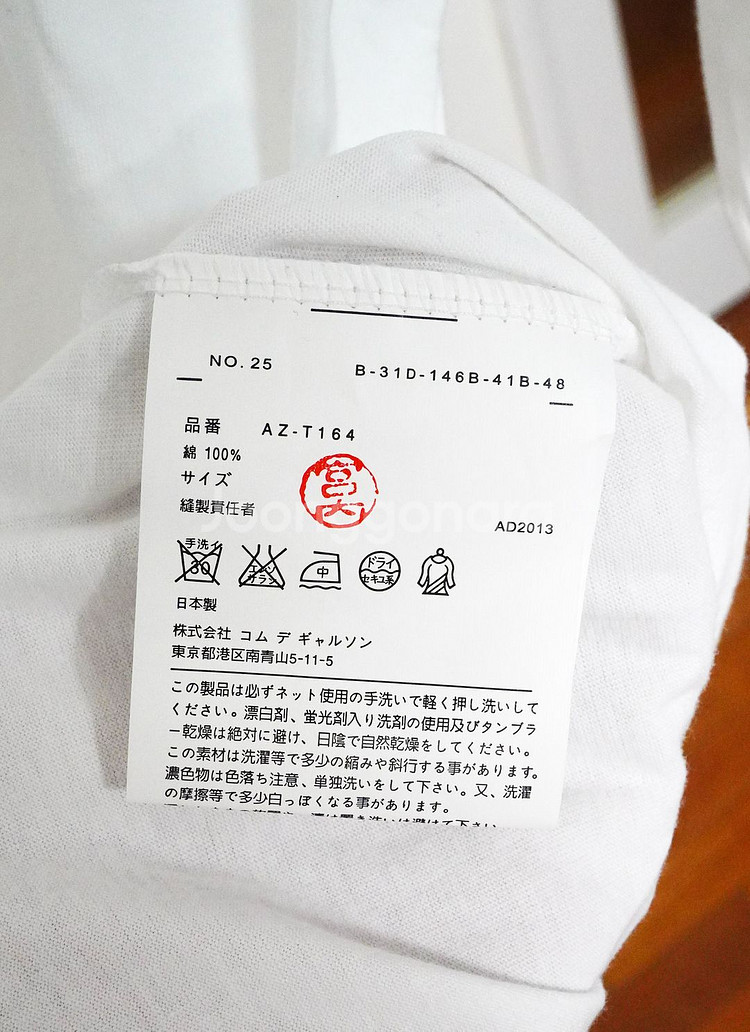 NO. 25
B-31D-146B-41B-48
品番 AZ-T164
綿 100%
サイズ
縫製責任者
AD2013
手洗イ
30
エンソ
サラシ
中
ドライ
セキユ系
日本製
株式会社 コム デ ギャルソン
東京都港区南青山5-11-5
この製品は必ずネット使用の手洗いで軽く押し洗いして
ください。漂白剤、蛍光剤入り洗剤の使用及びタンブラ
ー乾燥は絶対に避け、日陰で自然乾燥をしてください。
この素材は洗濯等で多少の縮みや斜行する事があります。
濃色物は色落ち注意、単独洗いをして下さい。又、洗濯
の摩擦等で多少白っぽくなる事があります。